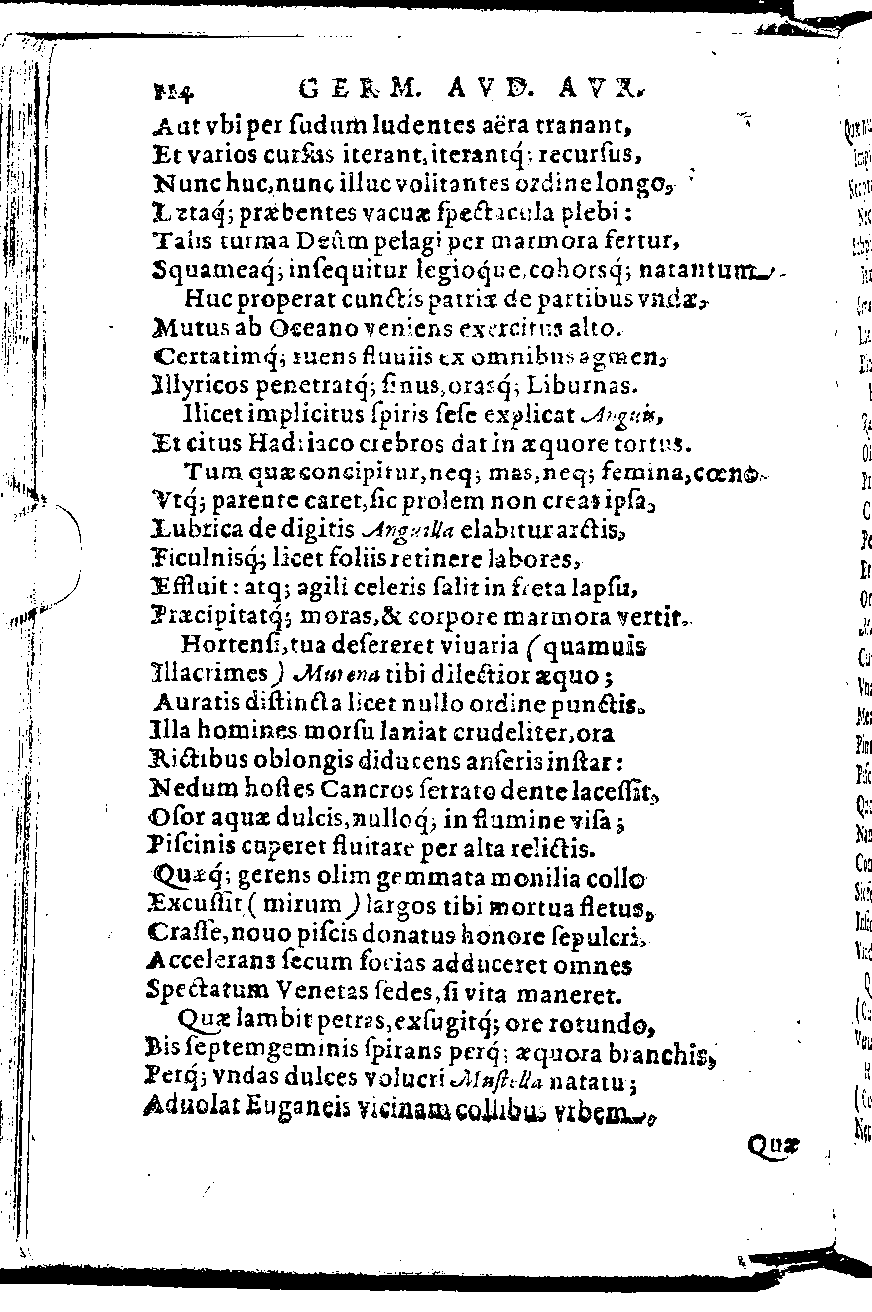 114 GERM. AVD. AVR.
Aut vbi per ſudum ludentes aëra tranant,
Et varios curſus iterant, iterantq́; recurſus,
Nunc huc, nunc illuc volitantes ordine longo,
Lætaq́; præbentes vacuæ ſpectacula plebi:
Talis turma Deûm pelagi per marmora fertur,
Squameaq́; inſequitur legioque, cohorsq́; natantum.
Huc properat cunctis patriæ de partibus vndæ,
Mutus ab Oceano veniens exercitus alto.
Certatimq́; ruens fluuiis ex omnibus agmen,
Illyricos penetratq́; ſinus, orasq́; Liburnas.
Ilicet implicitus ſpiris ſeſe explicat Anguis,
Et citus Hadriaco crebros dat in æquore tortus.
Tum quæ concipitur, neq; mas, neq; femina, cœno
Vtq́; parente caret, ſic prolem non creat ipſa,
Lubrica de digitis Anguilla elabitur arctis,
Ficulnisq́; licet foliis retinere labores,
Effluit: atq; agili celeris ſalit in freta lapſu,
Præcipitatq́; moras, & corpore marmora vertit.
Hortenſi, tua deſereret viuaria (quamuis
Illacrimes) Murena tibi dilectior æquo;
Auratis diſtincta licet nullo ordine punctis.
Illa homines morſu laniat crudeliter, ora
Rictibus oblongis diducens anſeris inſtar:
Nedum hoſtes Cancros ſerrato dente laceſſit,
Oſor aquæ dulcis, nulloq́; in flumine viſa;
Piſcinis cuperet fluitare per alta relictis.
Quæq́; gerens olim gemmata monilia collo
Excuſſit (mirum) largos tibi mortua fletus,
Craſſe, nouo piſcis donatus honore ſepulcri,
Accelerans ſecum ſocias adduceret omnes
Spectatum Venetas ſedes, ſi vita maneret.
Quæ lambit petras, exſugitq́; ore rotundo,
Bis ſeptemgeminis ſpirans perq́; æquora branchis,
Perq́; vndas dulces volucri Muſtella natatu;
Aduolat Euganeis vicinam collibus vrbem,
Quæ